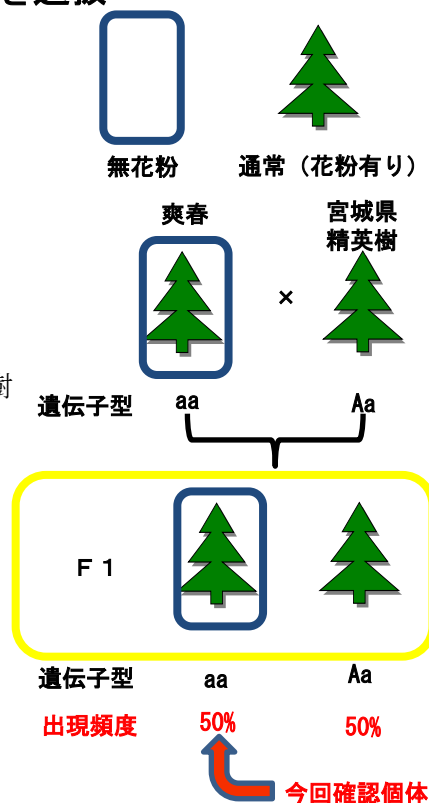 無花粉 通常（花粉有り）
爽春 宮城県
精英樹
×
樹
遺伝子型 aa Aa
Ｆ１
遺伝子型 aa Aa
出現頻度 50% 50%
今回確認個体